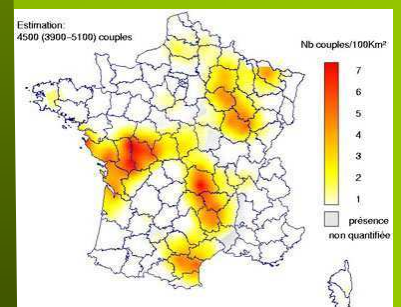 Estimation:
4500 (3900–5100) couples
Nb couples/100Km²
7
6
5
4
3
2
1
présence
non quantifiée